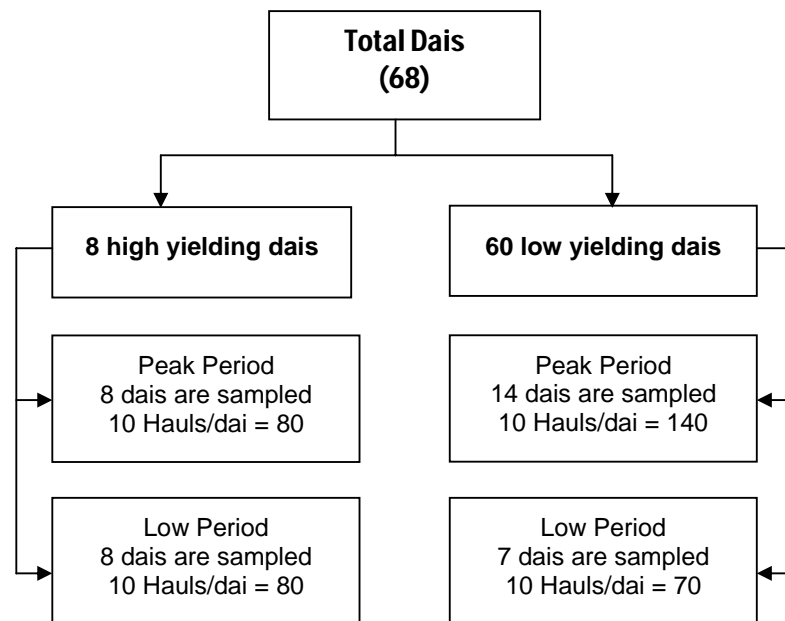 Total Dais
(68)
8 high yielding dais
60 low yielding dais
Peak Period
8 dais are sampled
10 Hauls/dai = 80
Peak Period
14 dais are sampled
10 Hauls/dai = 140
Low Period
8 dais are sampled
10 Hauls/dai = 80
Low Period
7 dais are sampled
10 Hauls/dai = 70